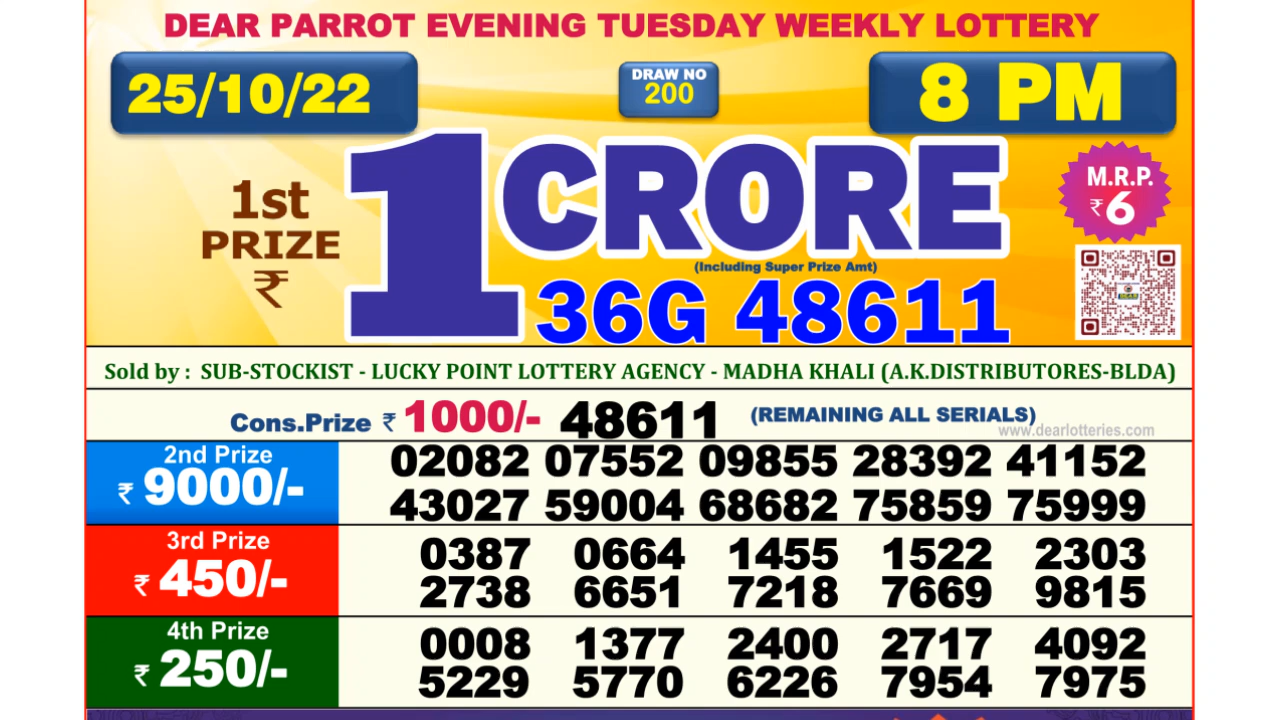 DEAR PARROT EVENING TUESDAY WEEKLY LOTTERY
25/10/22
DRAW NO
200
8 PM
1st
PRIZE
₹
1 CRORE
(Including Super Prize Amt)
36G 48611
M.R.P.
₹6
Sold by : SUB-STOCKIST - LUCKY POINT LOTTERY AGENCY - MADHA KHALI (A.K.DISTRIBUTORES-BLDA)
Cons.Prize ₹ 1000/- 48611 (REMAINING ALL SERIALS)
www.dearlotteries.com
2nd Prize
₹ 9000/-
02082 07552 09855 28392 41152
43027 59004 68682 75859 75999
3rd Prize
₹ 450/-
0387 0664 1455 1522 2303
2738 6651 7218 7669 9815
4th Prize
₹ 250/-
0008 1377 2400 2717 4092
5229 5770 6226 7954 7975